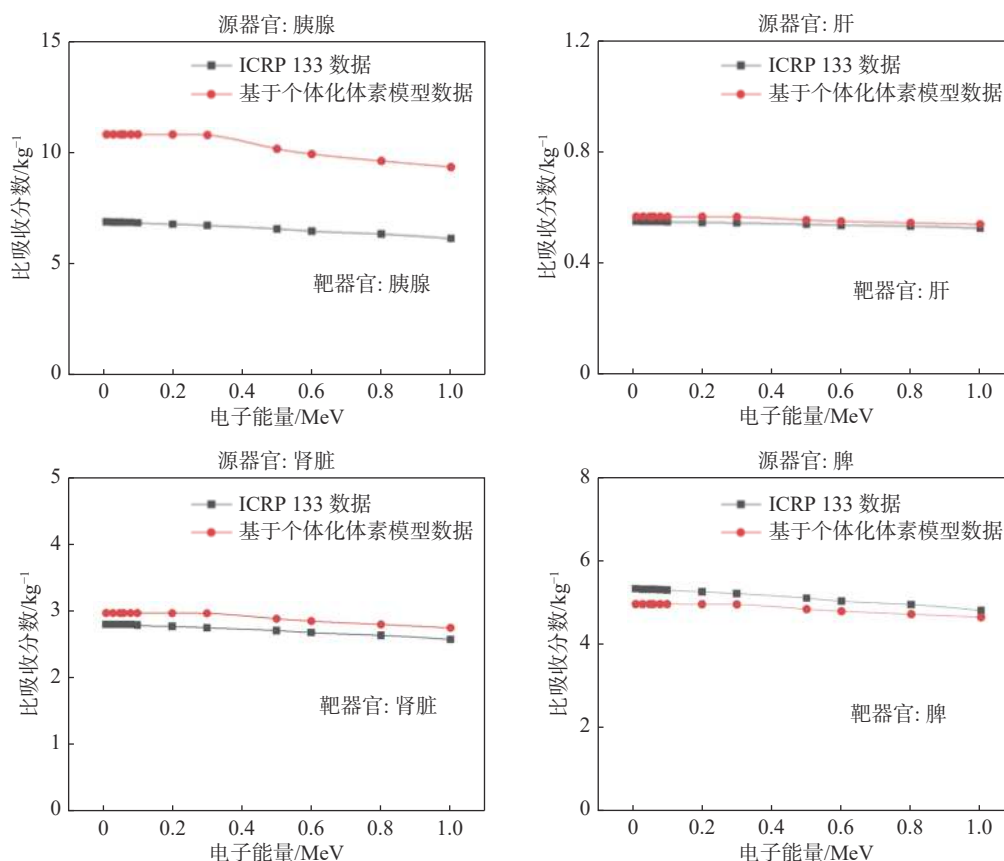 源器官: 胰腺
15
10
5
0
比吸收分数/kg⁻¹
ICRP 133 数据
基于个体化体素模型数据
靶器官: 胰腺
0 0.2 0.4 0.6 0.8 1.0
电子能量/MeV
源器官: 肝
1.2
0.8
0.4
0
比吸收分数/kg⁻¹
ICRP 133 数据
基于个体化体素模型数据
靶器官: 肝
0 0.2 0.4 0.6 0.8 1.0
电子能量/MeV
源器官: 肾脏
5
4
3
2
1
0
比吸收分数/kg⁻¹
ICRP 133 数据
基于个体化体素模型数据
靶器官: 肾脏
0 0.2 0.4 0.6 0.8 1.0
电子能量/MeV
源器官: 脾
8
6
4
2
0
比吸收分数/kg⁻¹
ICRP 133 数据
基于个体化体素模型数据
靶器官: 脾
0 0.2 0.4 0.6 0.8 1.0
电子能量/MeV